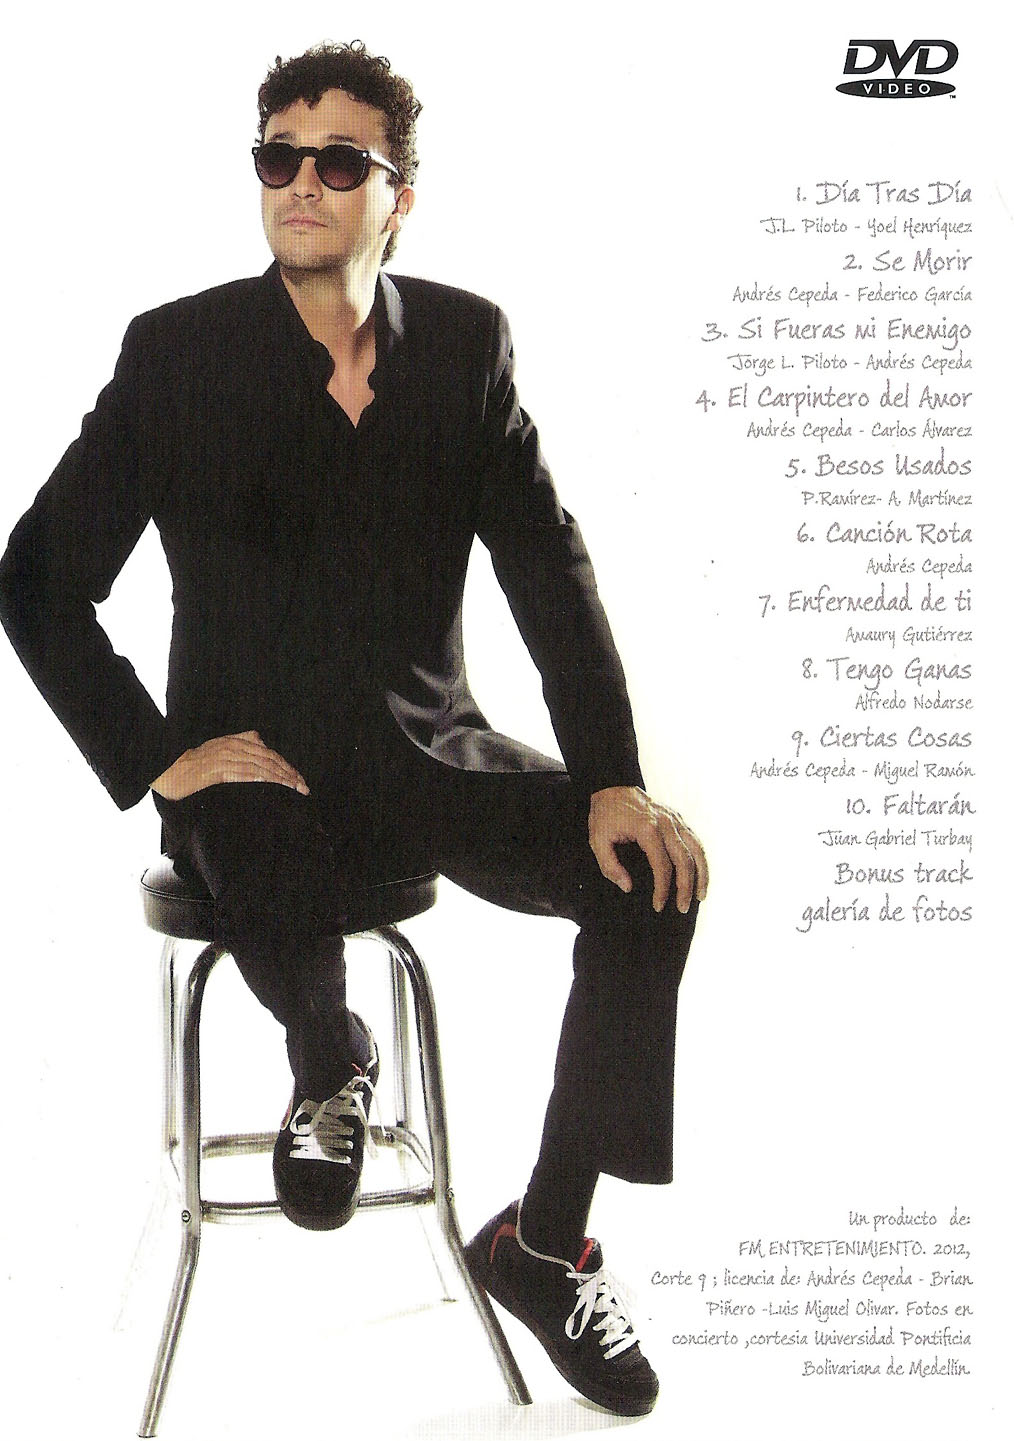 DVD
VIDEO
TM
1. Día Tras Día
J.L. Piloto - Yoel Henríquez
2. Se Morir
Andrés Cepeda - Federico García
3. Si Fueras mi Enemigo
Jorge L. Piloto - Andrés Cepeda
4. El Carpintero del Amor
Andrés Cepeda - Carlos Álvarez
5. Besos Usados
P.Ramírez- A. Martínez
6. Canción Rota
Andrés Cepeda
7. Enfermedad de ti
Amaury Gutiérrez
8. Tengo Ganas
Alfredo Nodarse
9. Ciertas Cosas
Andrés Cepeda - Miguel Ramón
10. Faltarán
Juan Gabriel Turbay
Bonus track
galería de fotos
Un producto de:
FM ENTRETENIMIENTO. 2012,
Corte 9 ; licencia de: Andrés Cepeda - Brian
Piñero -Luis Miguel Olivar. Fotos en
concierto ,cortesia Universidad Pontificia
Bolivariana de Medellín.